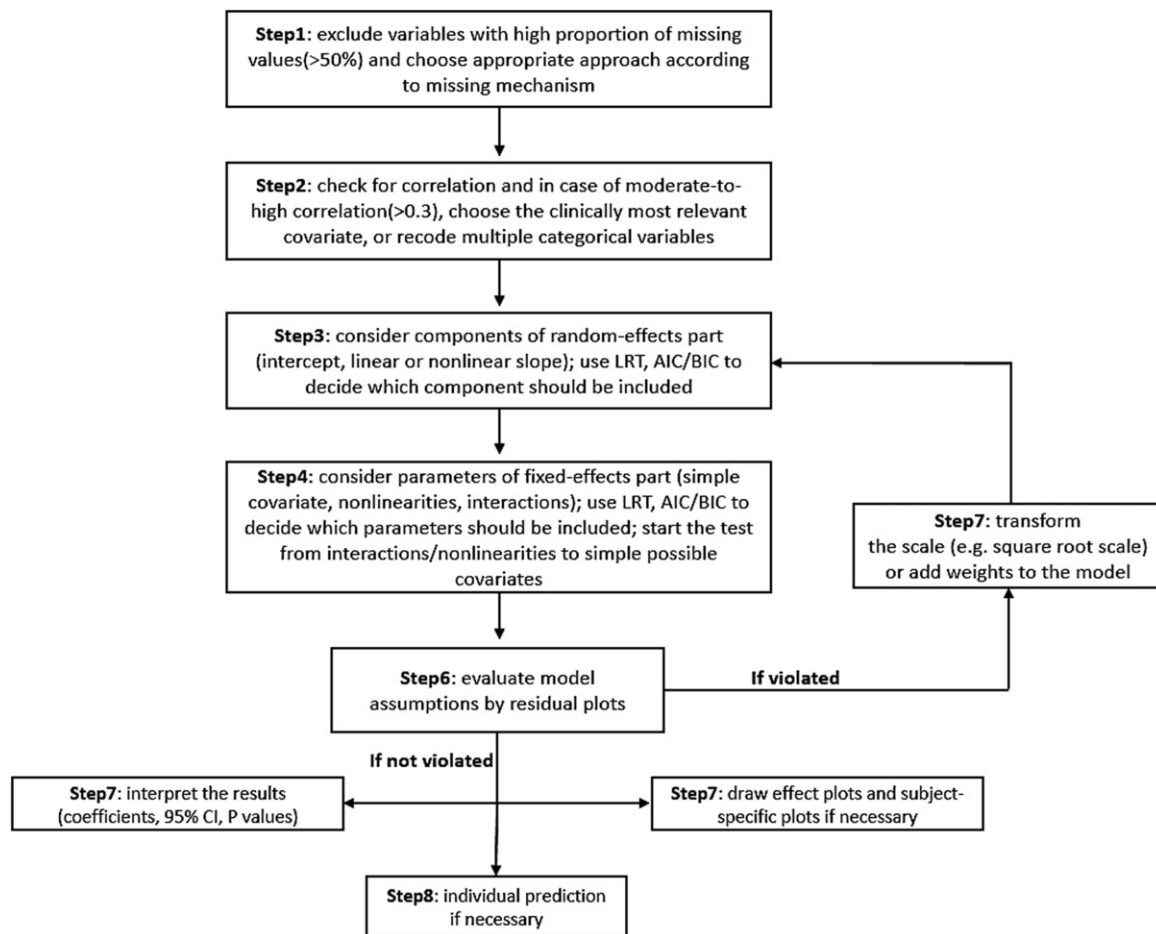 Step1: exclude variables with high proportion of missing
values(>50%) and choose appropriate approach according
to missing mechanism
Step2: check for correlation and in case of moderate-to-
high correlation(>0.3), choose the clinically most relevant
covariate, or recode multiple categorical variables
Step3: consider components of random-effects part
(intercept, linear or nonlinear slope); use LRT, AIC/BIC to
decide which component should be included
Step4: consider parameters of fixed-effects part (simple
covariate, nonlinearities, interactions); use LRT, AIC/BIC to
decide which parameters should be included; start the test
from interactions/nonlinearities to simple possible
covariates
Step7: transform
the scale (e.g. square root scale)
or add weights to the model
Step6: evaluate model
assumptions by residual plots
If violated
If not violated
Step7: interpret the results
(coefficients, 95% CI, P values)
Step7: draw effect plots and subject-
specific plots if necessary
Step8: individual prediction
if necessary